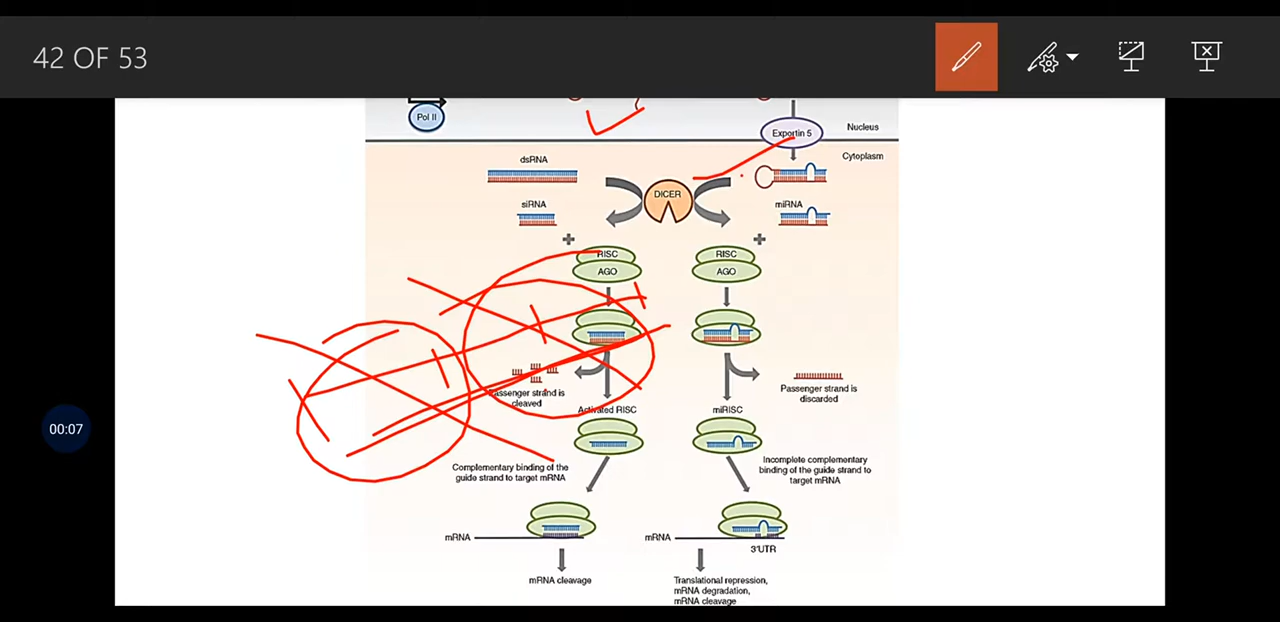 42 OF 53
Pol II
Exportin 5
Nucleus
Cytoplasm
dsRNA
DICER
siRNA
miRNA
RISC
AGO
RISC
AGO
Passenger strand is
cleaved
Passenger strand is
discarded
Activated RISC
miRISC
00:07
Complementary binding of the
guide strand to target mRNA
Incomplete complementary
binding of the guide strand to
target mRNA
mRNA
mRNA
3'UTR
mRNA cleavage
Translational repression,
mRNA degradation,
mRNA cleavage